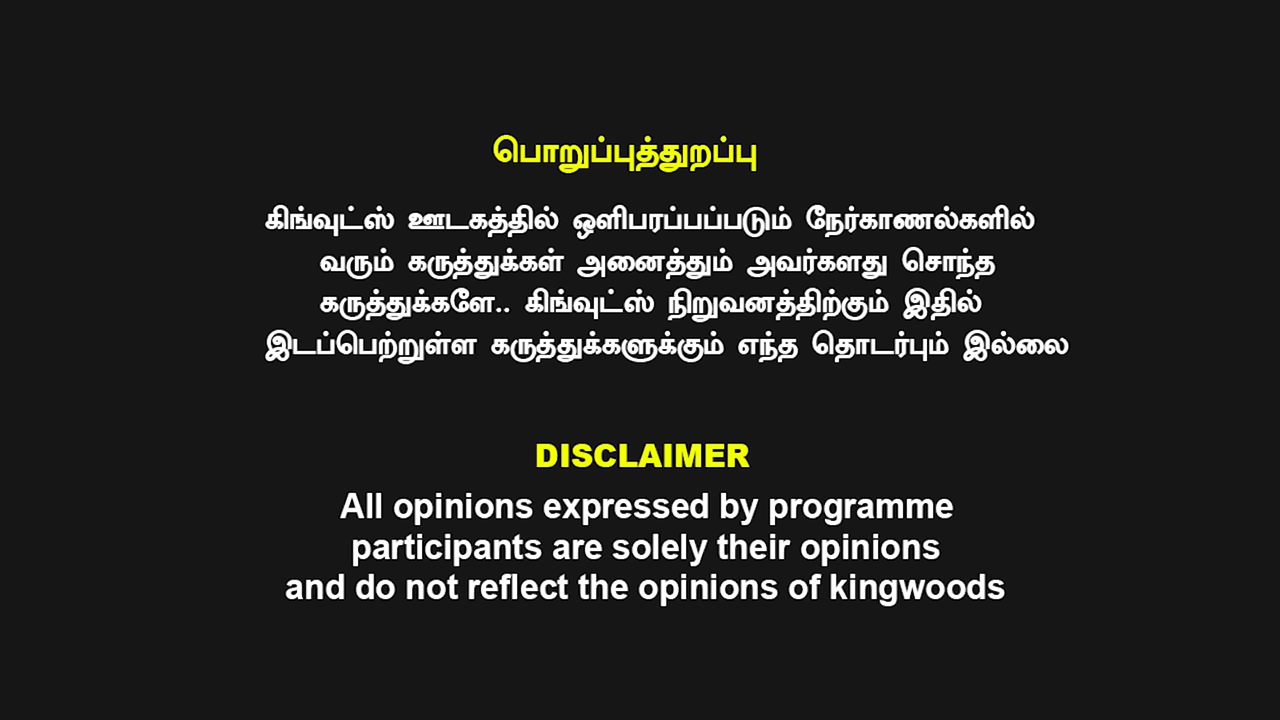 பொறுப்புத்துறப்பு
கிங்வுட்ஸ் ஊடகத்தில் ஒளிபரப்பப்படும் நேர்காணல்களில்
வரும் கருத்துக்கள் அனைத்தும் அவர்களது சொந்த
கருத்துக்களே.. கிங்வுட்ஸ் நிறுவனத்திற்கும் இதில்
இடப்பெற்றுள்ள கருத்துக்களுக்கும் எந்த தொடர்பும் இல்லை
DISCLAIMER
All opinions expressed by programme
participants are solely their opinions
and do not reflect the opinions of kingwoods